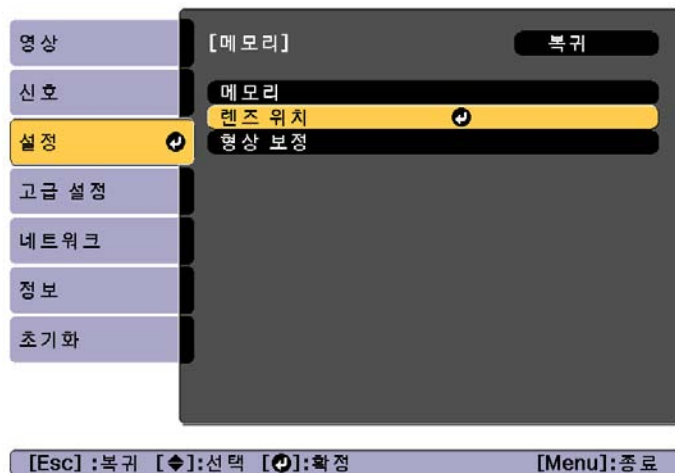 영상
신호
설정
고급 설정
네트워크
정보
초기화
[메모리] 복귀
메모리
렌즈 위치
형상 보정
[Esc] :복귀 [◆]:선택 [⏎]:확정 [Menu]:종료